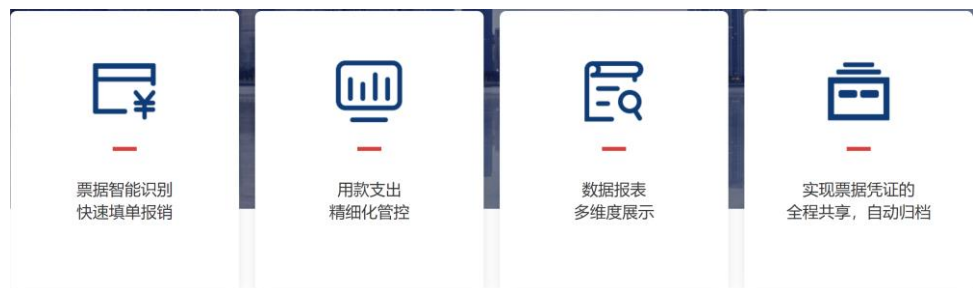 票据智能识别
快速填单报销
用款支出
精细化管控
数据报表
多维度展示
实现票据凭证的
全程共享，自动归档